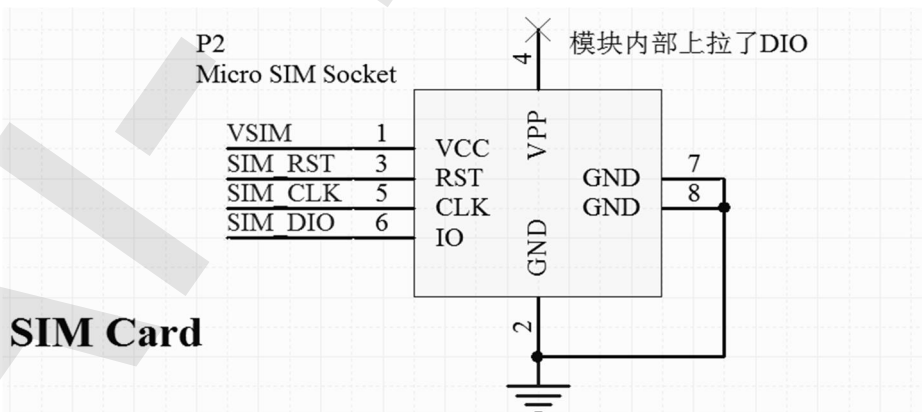 P2
Micro SIM Socket
模块内部上拉了DIO
4
VPP
VSIM 1 VCC
SIM_RST 3 RST
SIM_CLK 5 CLK
SIM_DIO 6 IO
GND 7
GND 8
GND
2
SIM Card